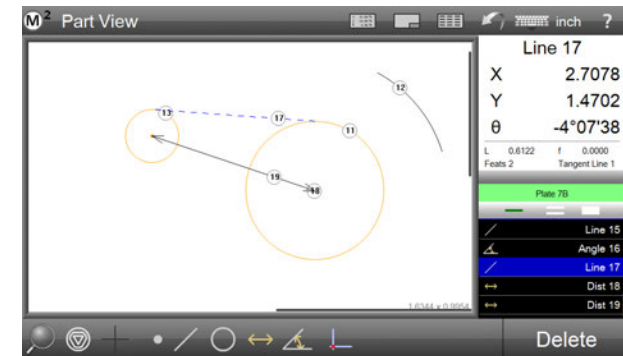 M² Part View inch ?
Line 17
X 2.7078
Y 1.4702
θ -4°07'38
L 0.6122 f 0.0000
Feats 2 Tangent Line 1
Plate 7B
Line 15
Angle 16
Line 17
Dist 18
Dist 19
12
13
17
11
19
18
1.6344 x 0.9954
Delete